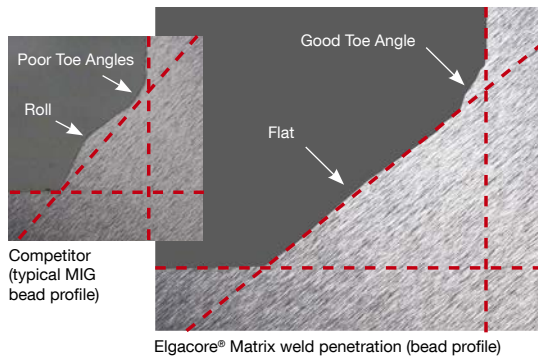 Poor Toe Angles
Roll
Good Toe Angle
Flat
Competitor
(typical MIG
bead profile)
Elgacore® Matrix weld penetration (bead profile)